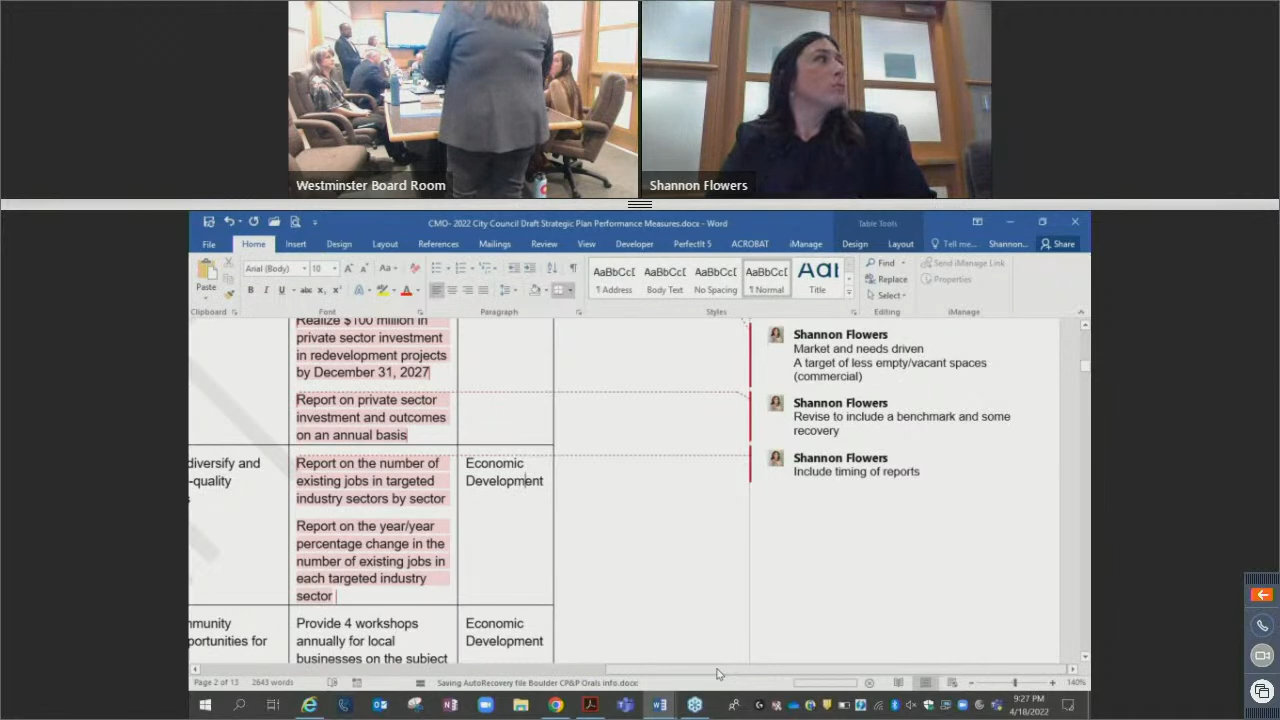 Westminster Board Room
Shannon Flowers
CMO- 2022 City Council Draft Strategic Plan Performance Measures.docx - Word
Table Tools
File Home Insert Design Layout References Mailings Review View Developer PerfectIt 5 ACROBAT iManage Design Layout Tell me... Shannon... Share
Paste
Arial (Body) 10
AaBbCcI AaBbCcI AaBbCcI AaBbCcI
¶ Address Body Text No Spacing ¶ Normal Title
Find
Replace
Select
Send iManage Link
Properties
Clipboard Font Paragraph Styles Editing iManage
Realize $100 million in
private sector investment
in redevelopment projects
by December 31, 2027
Report on private sector
investment and outcomes
on an annual basis
diversify and
-quality
s
Report on the number of
existing jobs in targeted
industry sectors by sector
Report on the year/year
percentage change in the
number of existing jobs in
each targeted industry
sector
Economic
Development
mmunity
portunities for
Provide 4 workshops
annually for local
businesses on the subject
Economic
Development
Shannon Flowers
Market and needs driven
A target of less empty/vacant spaces
(commercial)
Shannon Flowers
Revise to include a benchmark and some
recovery
Shannon Flowers
Include timing of reports
Page 2 of 13 2643 words Saving AutoRecovery file Boulder CP&P Orals Info.docx 140%
9:27 PM
4/18/2022